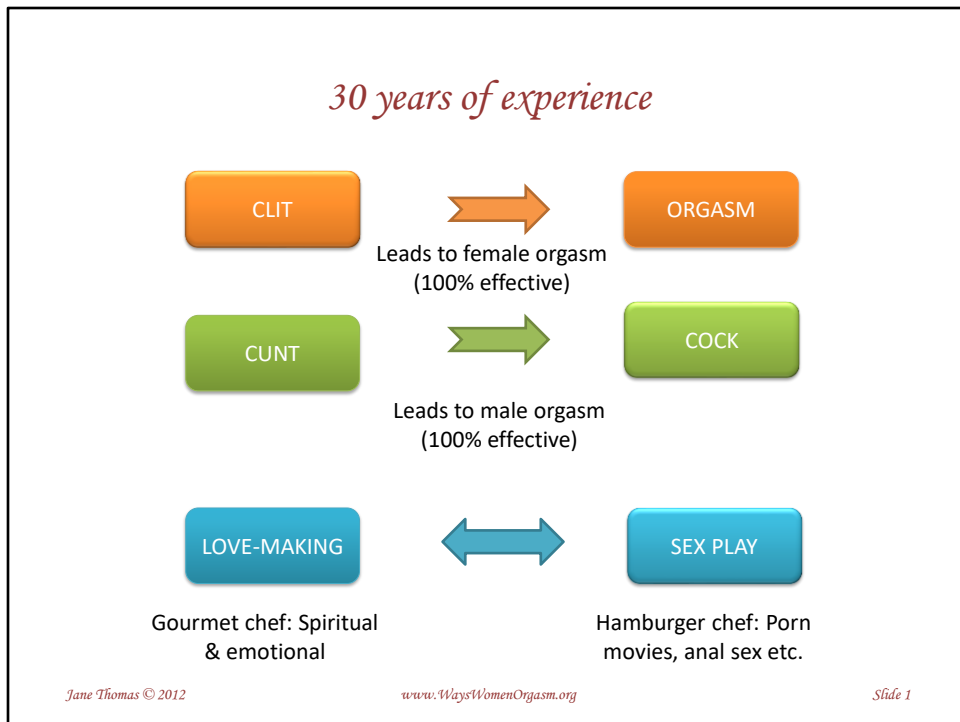 30 years of experience
CLIT
ORGASM
Leads to female orgasm
(100% effective)
CUNT
COCK
Leads to male orgasm
(100% effective)
LOVE-MAKING
SEX PLAY
Gourmet chef: Spiritual
& emotional
Hamburger chef: Porn
movies, anal sex etc.
Jane Thomas © 2012
www.WaysWomenOrgasm.org
Slide 1